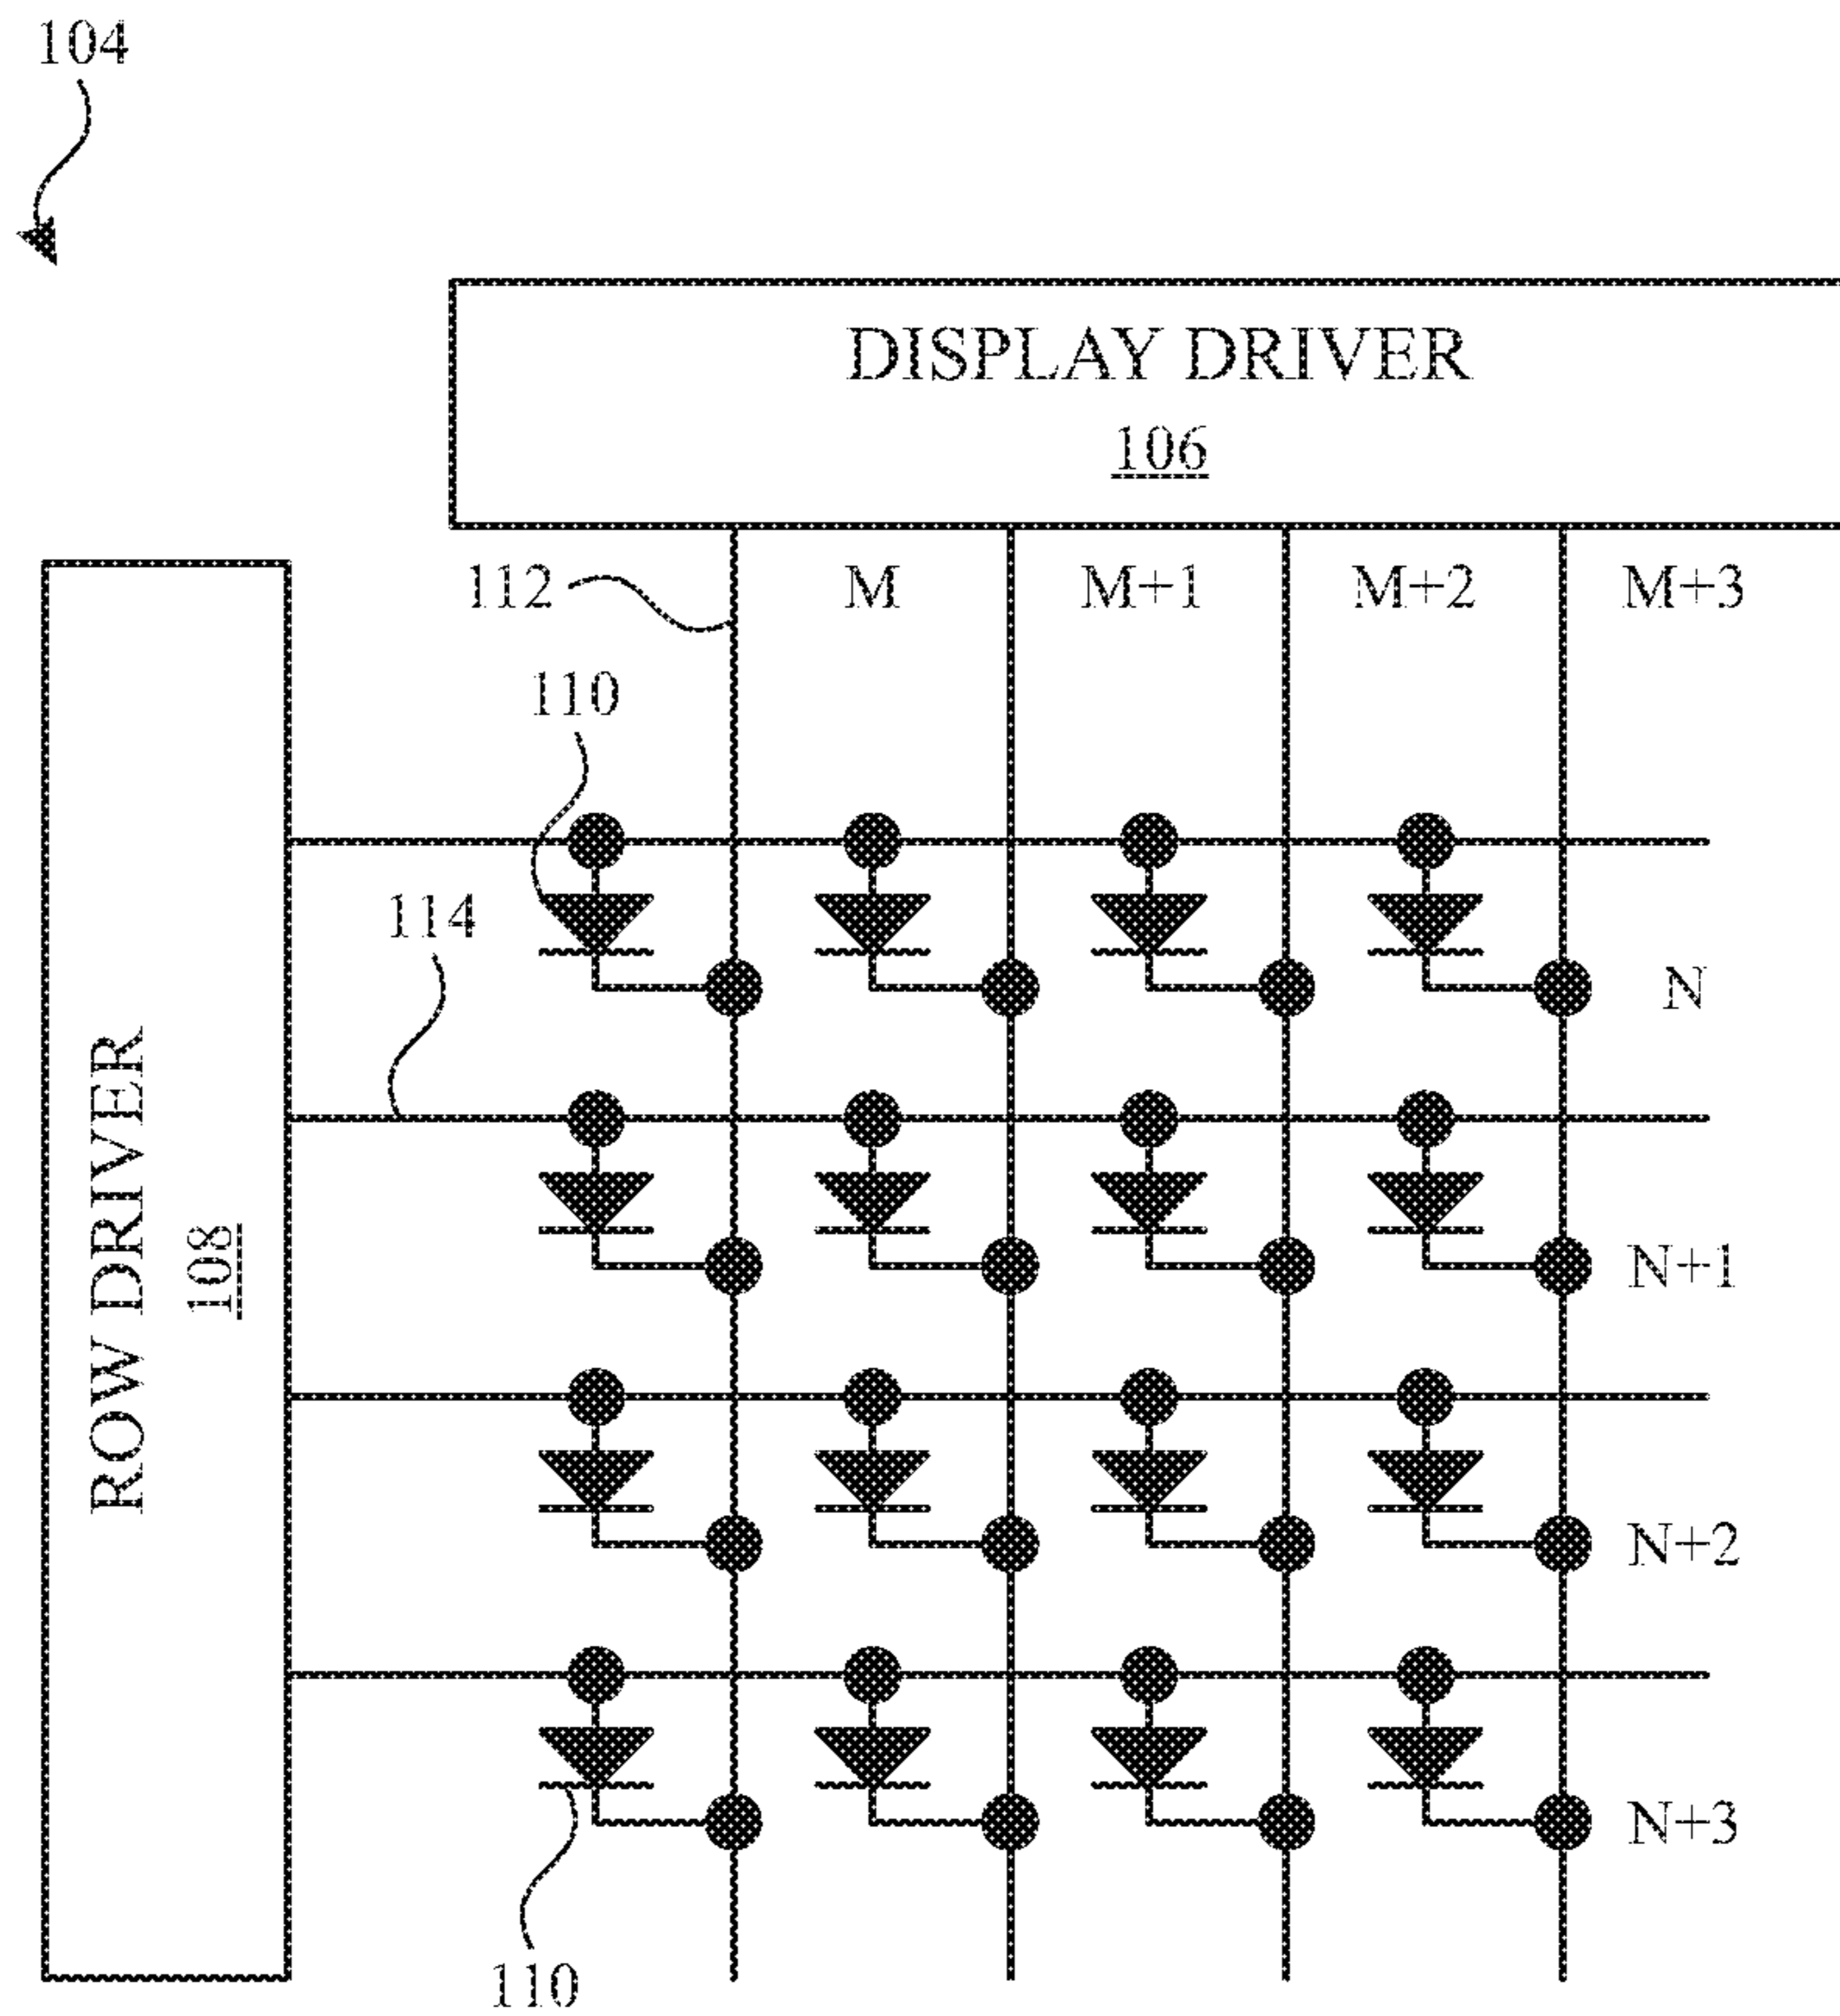 104
DISPLAY DRIVER
106
112 M M+1 M+2 M+3
110
114
N
ROW DRIVER
108
N+1
N+2
N+3
110